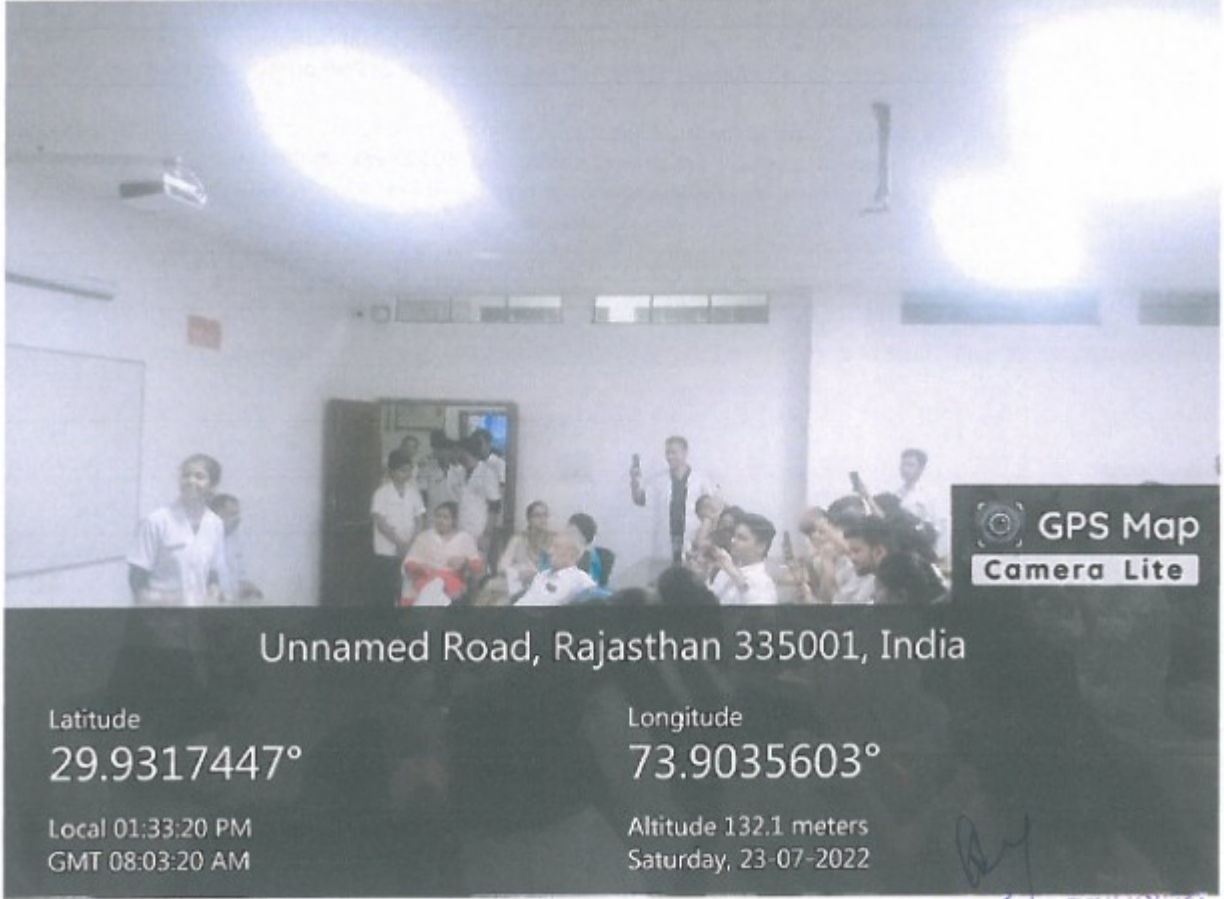 GPS Map
Camera Lite
Unnamed Road, Rajasthan 335001, India
Latitude
29.9317447°
Longitude
73.9035603°
Local 01:33:20 PM
GMT 08:03:20 AM
Altitude 132.1 meters
Saturday, 23-07-2022